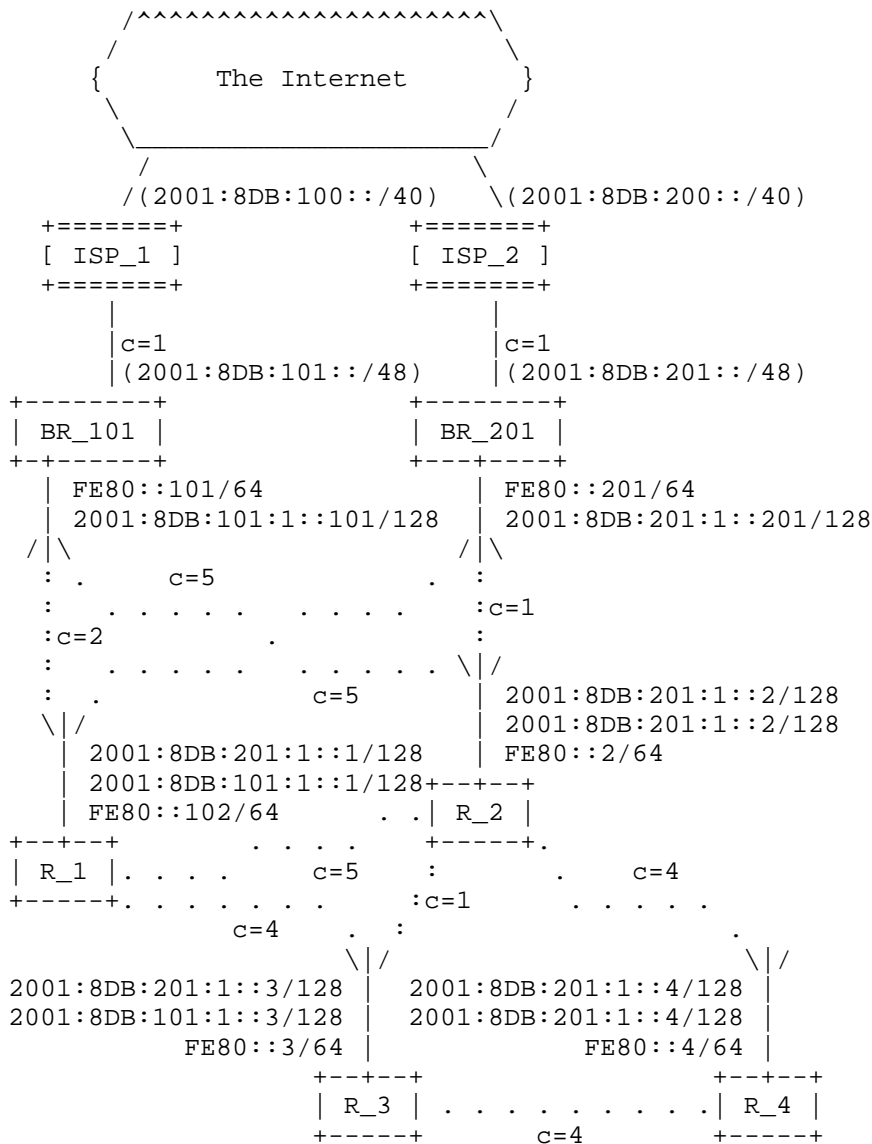 /^^^^^^^^^^^^^^^^^^^^^^\
/ \
{ The Internet }
\ /
\______________________/
/ \
/(2001:8DB:100::/40) \(2001:8DB:200::/40)
+=======+ +=======+
[ ISP_1 ] [ ISP_2 ]
+=======+ +=======+
| |
|c=1 |c=1
|(2001:8DB:101::/48) |(2001:8DB:201::/48)
+--------+ +--------+
| BR_101 | | BR_201 |
+-+------+ +---+----+
| FE80::101/64 | FE80::201/64
| 2001:8DB:101:1::101/128 | 2001:8DB:201:1::201/128
/|\ /|\
: . c=5 . :
: . . . . . . . . . :c=1
:c=2 . :
: . . . . . . . . . . \|/
: . c=5 | 2001:8DB:201:1::2/128
\|/ | 2001:8DB:201:1::2/128
| 2001:8DB:201:1::1/128 | FE80::2/64
| 2001:8DB:101:1::1/128+--+--+
| FE80::102/64 . .| R_2 |
+--+--+ . . . . +-----+.
| R_1 |. . . . c=5 : . c=4
+-----+. . . . . . . :c=1 . . . . .
c=4 . : .
\|/ \|/
2001:8DB:201:1::3/128 | 2001:8DB:201:1::4/128 |
2001:8DB:101:1::3/128 | 2001:8DB:201:1::4/128 |
FE80::3/64 | FE80::4/64 |
+--+--+ +--+--+
| R_3 | . . . . . . . . .| R_4 |
+-----+ c=4 +-----+